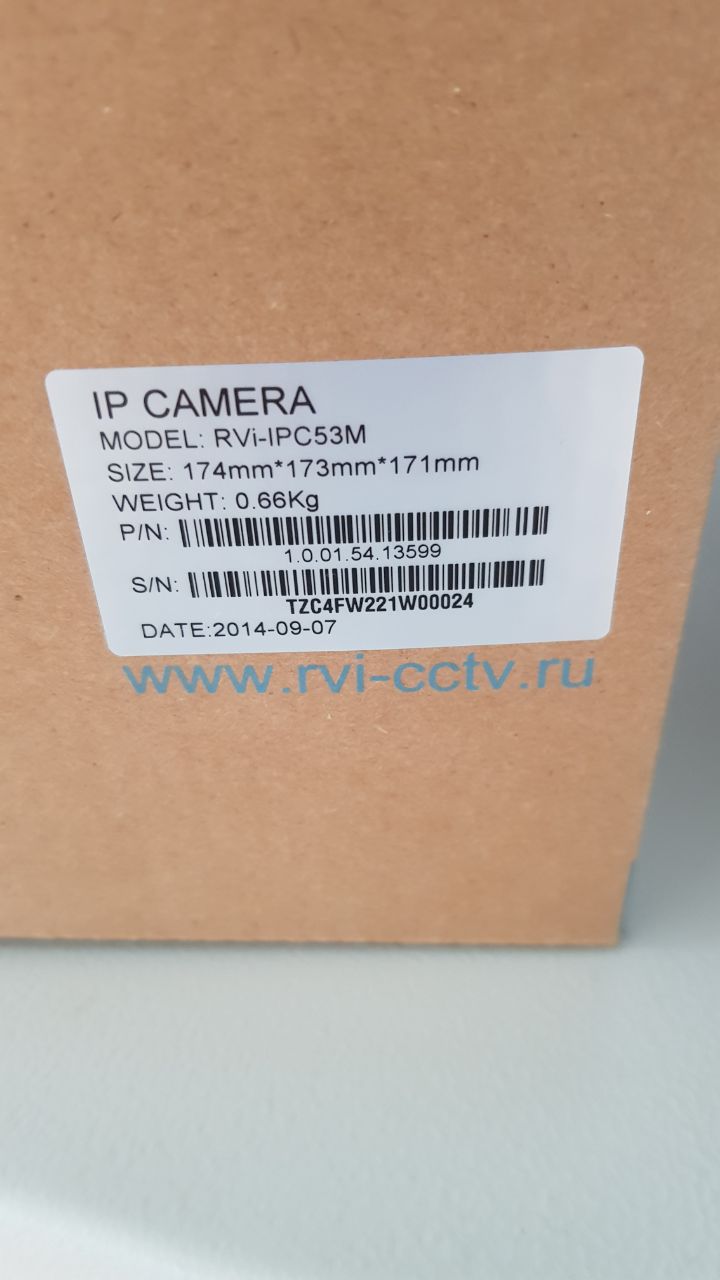 IP CAMERA
MODEL: RVi-IPC53M
SIZE: 174mm*173mm*171mm
WEIGHT: 0.66Kg
P/N:
1.0.01.54.13599
S/N:
TZC4FW221W00024
DATE:2014-09-07
www.rvi-cctv.ru